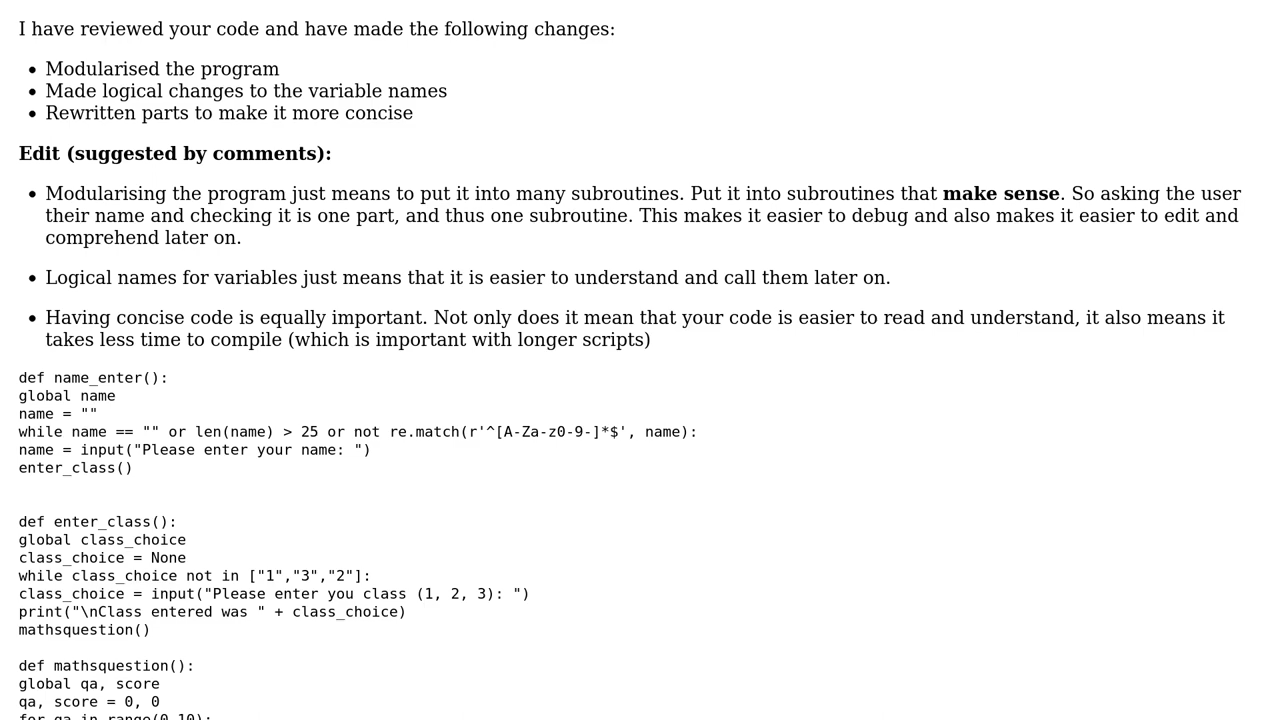 I have reviewed your code and have made the following changes:
• Modularised the program
• Made logical changes to the variable names
• Rewritten parts to make it more concise
Edit (suggested by comments):
• Modularising the program just means to put it into many subroutines. Put it into subroutines that make sense. So asking the user
their name and checking it is one part, and thus one subroutine. This makes it easier to debug and also makes it easier to edit and
comprehend later on.
• Logical names for variables just means that it is easier to understand and call them later on.
• Having concise code is equally important. Not only does it mean that your code is easier to read and understand, it also means it
takes less time to compile (which is important with longer scripts)
def name_enter():
global name
name = ""
while name == "" or len(name) > 25 or not re.match(r'^[A-Za-z0-9-]*$', name):
name = input("Please enter your name: ")
enter_class()
def enter_class():
global class_choice
class_choice = None
while class_choice not in ["1","3","2"]:
class_choice = input("Please enter you class (1, 2, 3): ")
print("\nClass entered was " + class_choice)
mathsquestion()
def mathsquestion():
global qa, score
qa, score = 0, 0
for qa in range(0,10):